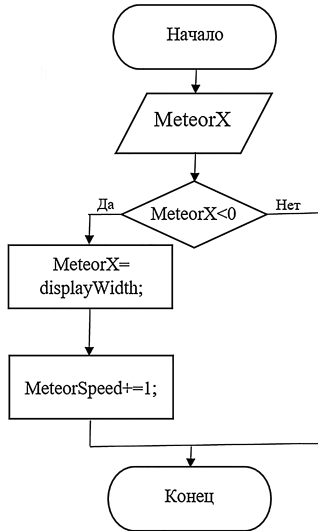 Начало
MeteorX
MeteorX<0
Да
Нет
MeteorX=
displayWidth;
MeteorSpeed+=1;
Конец